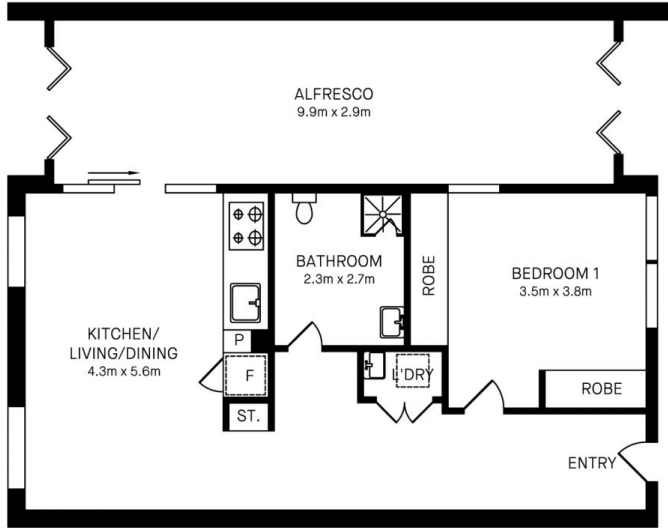 ALFRESCO
9.9m x 2.9m
BATHROOM
2.3m x 2.7m
ROBE
BEDROOM 1
3.5m x 3.8m
KITCHEN/
LIVING/DINING
4.3m x 5.6m
P
F
L'DRY
ROBE
ST.
ENTRY